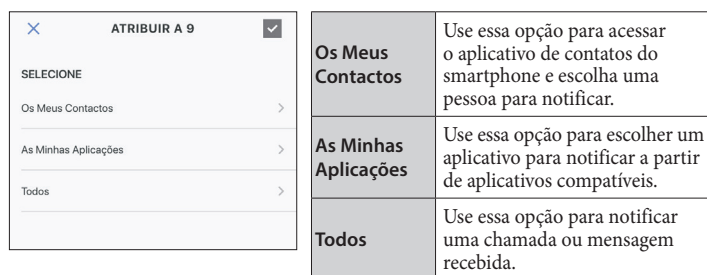 ATRIBUIR A 9
SELECIONE
Os Meus Contactos
As Minhas Aplicações
Todos
Os Meus
Contactos
Use essa opção para acessar
o aplicativo de contatos do
smartphone e escolha uma
pessoa para notificar.
As Minhas
Aplicações
Use essa opção para escolher um
aplicativo para notificar a partir
de aplicativos compatíveis.
Todos
Use essa opção para notificar
uma chamada ou mensagem
recebida.